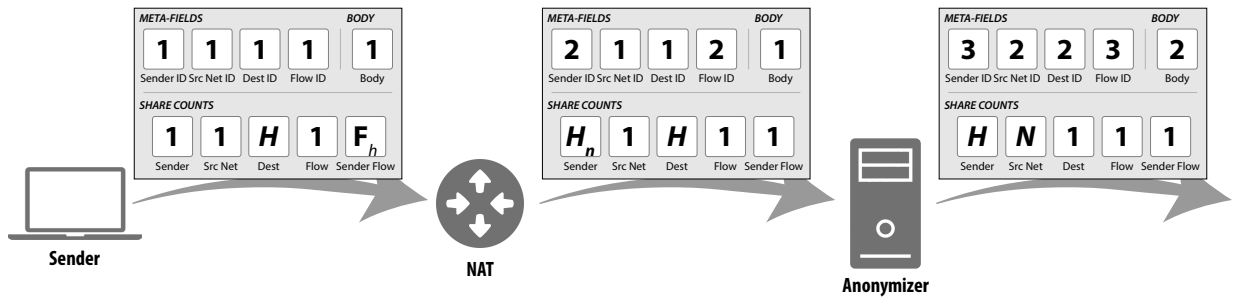 META-FIELDS BODY
1 1 1 1 1
Sender ID Src Net ID Dest ID Flow ID Body
SHARE COUNTS
1 1 H 1 Fh
Sender Src Net Dest Flow Sender Flow
META-FIELDS BODY
2 1 1 2 1
Sender ID Src Net ID Dest ID Flow ID Body
SHARE COUNTS
Hn 1 H 1 1
Sender Src Net Dest Flow Sender Flow
META-FIELDS BODY
3 2 2 3 2
Sender ID Src Net ID Dest ID Flow ID Body
SHARE COUNTS
H N 1 1 1
Sender Src Net Dest Flow Sender Flow
Sender
NAT
Anonymizer